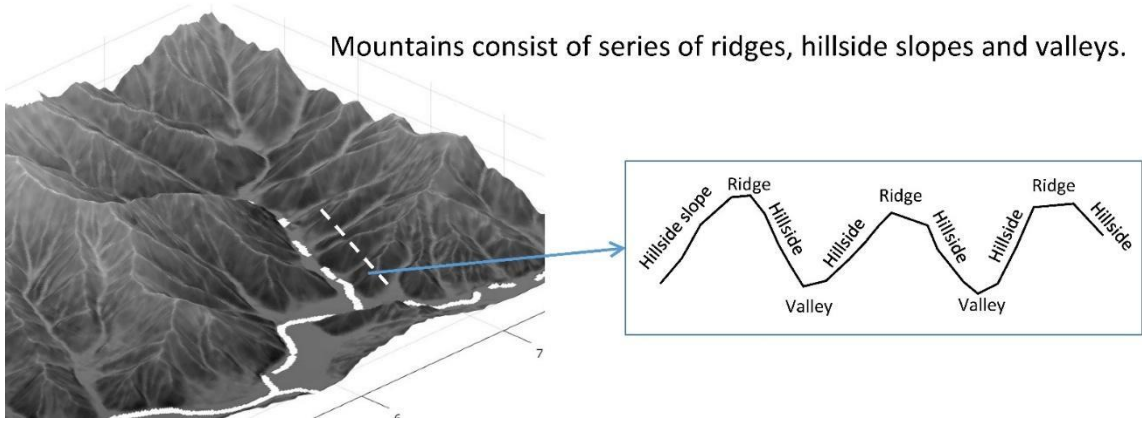 Mountains consist of series of ridges, hillside slopes and valleys.
Hillside slope
Ridge
Hillside
Valley
Hillside
Ridge
Hillside
Valley
Hillside
Ridge
Hillside
7